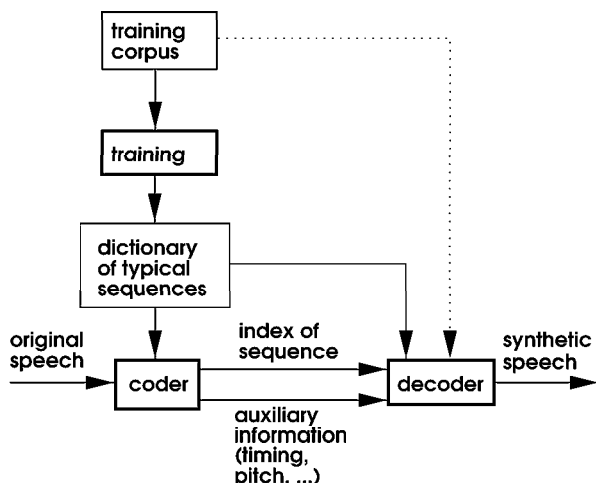 training
corpus
training
dictionary
of typical
sequences
original
speech
index of
sequence
synthetic
speech
coder
decoder
auxiliary
information
(timing,
pitch, ...)